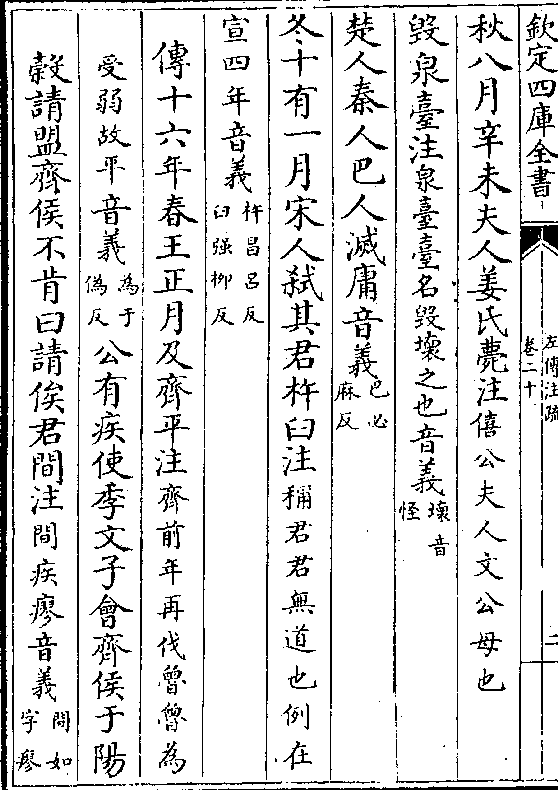 欽定四庫全書
左傳注疏
卷二十
二
秋八月辛未夫人姜氏薨注僖公夫人文公母也
毀泉臺注泉臺臺名毀壞之也音義壞音
怪
楚人秦人巴人滅庸音義巴必
麻反
冬十有一月宋人弑其君杵臼注稱君君無道也例在
宣四年音義杵昌呂反
臼強柳反
傳十六年春王正月及齊平注齊前年再伐魯魯為
受弱故平音義為于
偽反公有疾使季文子會齊侯于陽
穀請盟齊侯不肯曰請俟君間注間疾瘳音義間如
字瘳